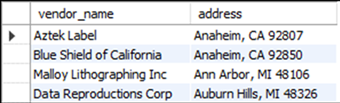 vendor_name address
Aztek Label Anaheim, CA 92807
Blue Shield of California Anaheim, CA 92850
Malloy Lithographing Inc Ann Arbor, MI 48106
Data Reproductions Corp Auburn Hills, MI 48326